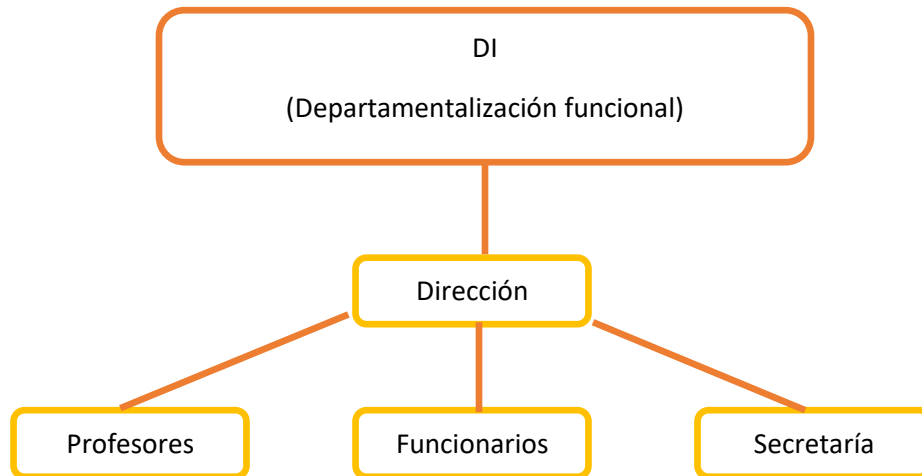 DI
(Departamentalización funcional)
Dirección
Profesores
Funcionarios
Secretaría